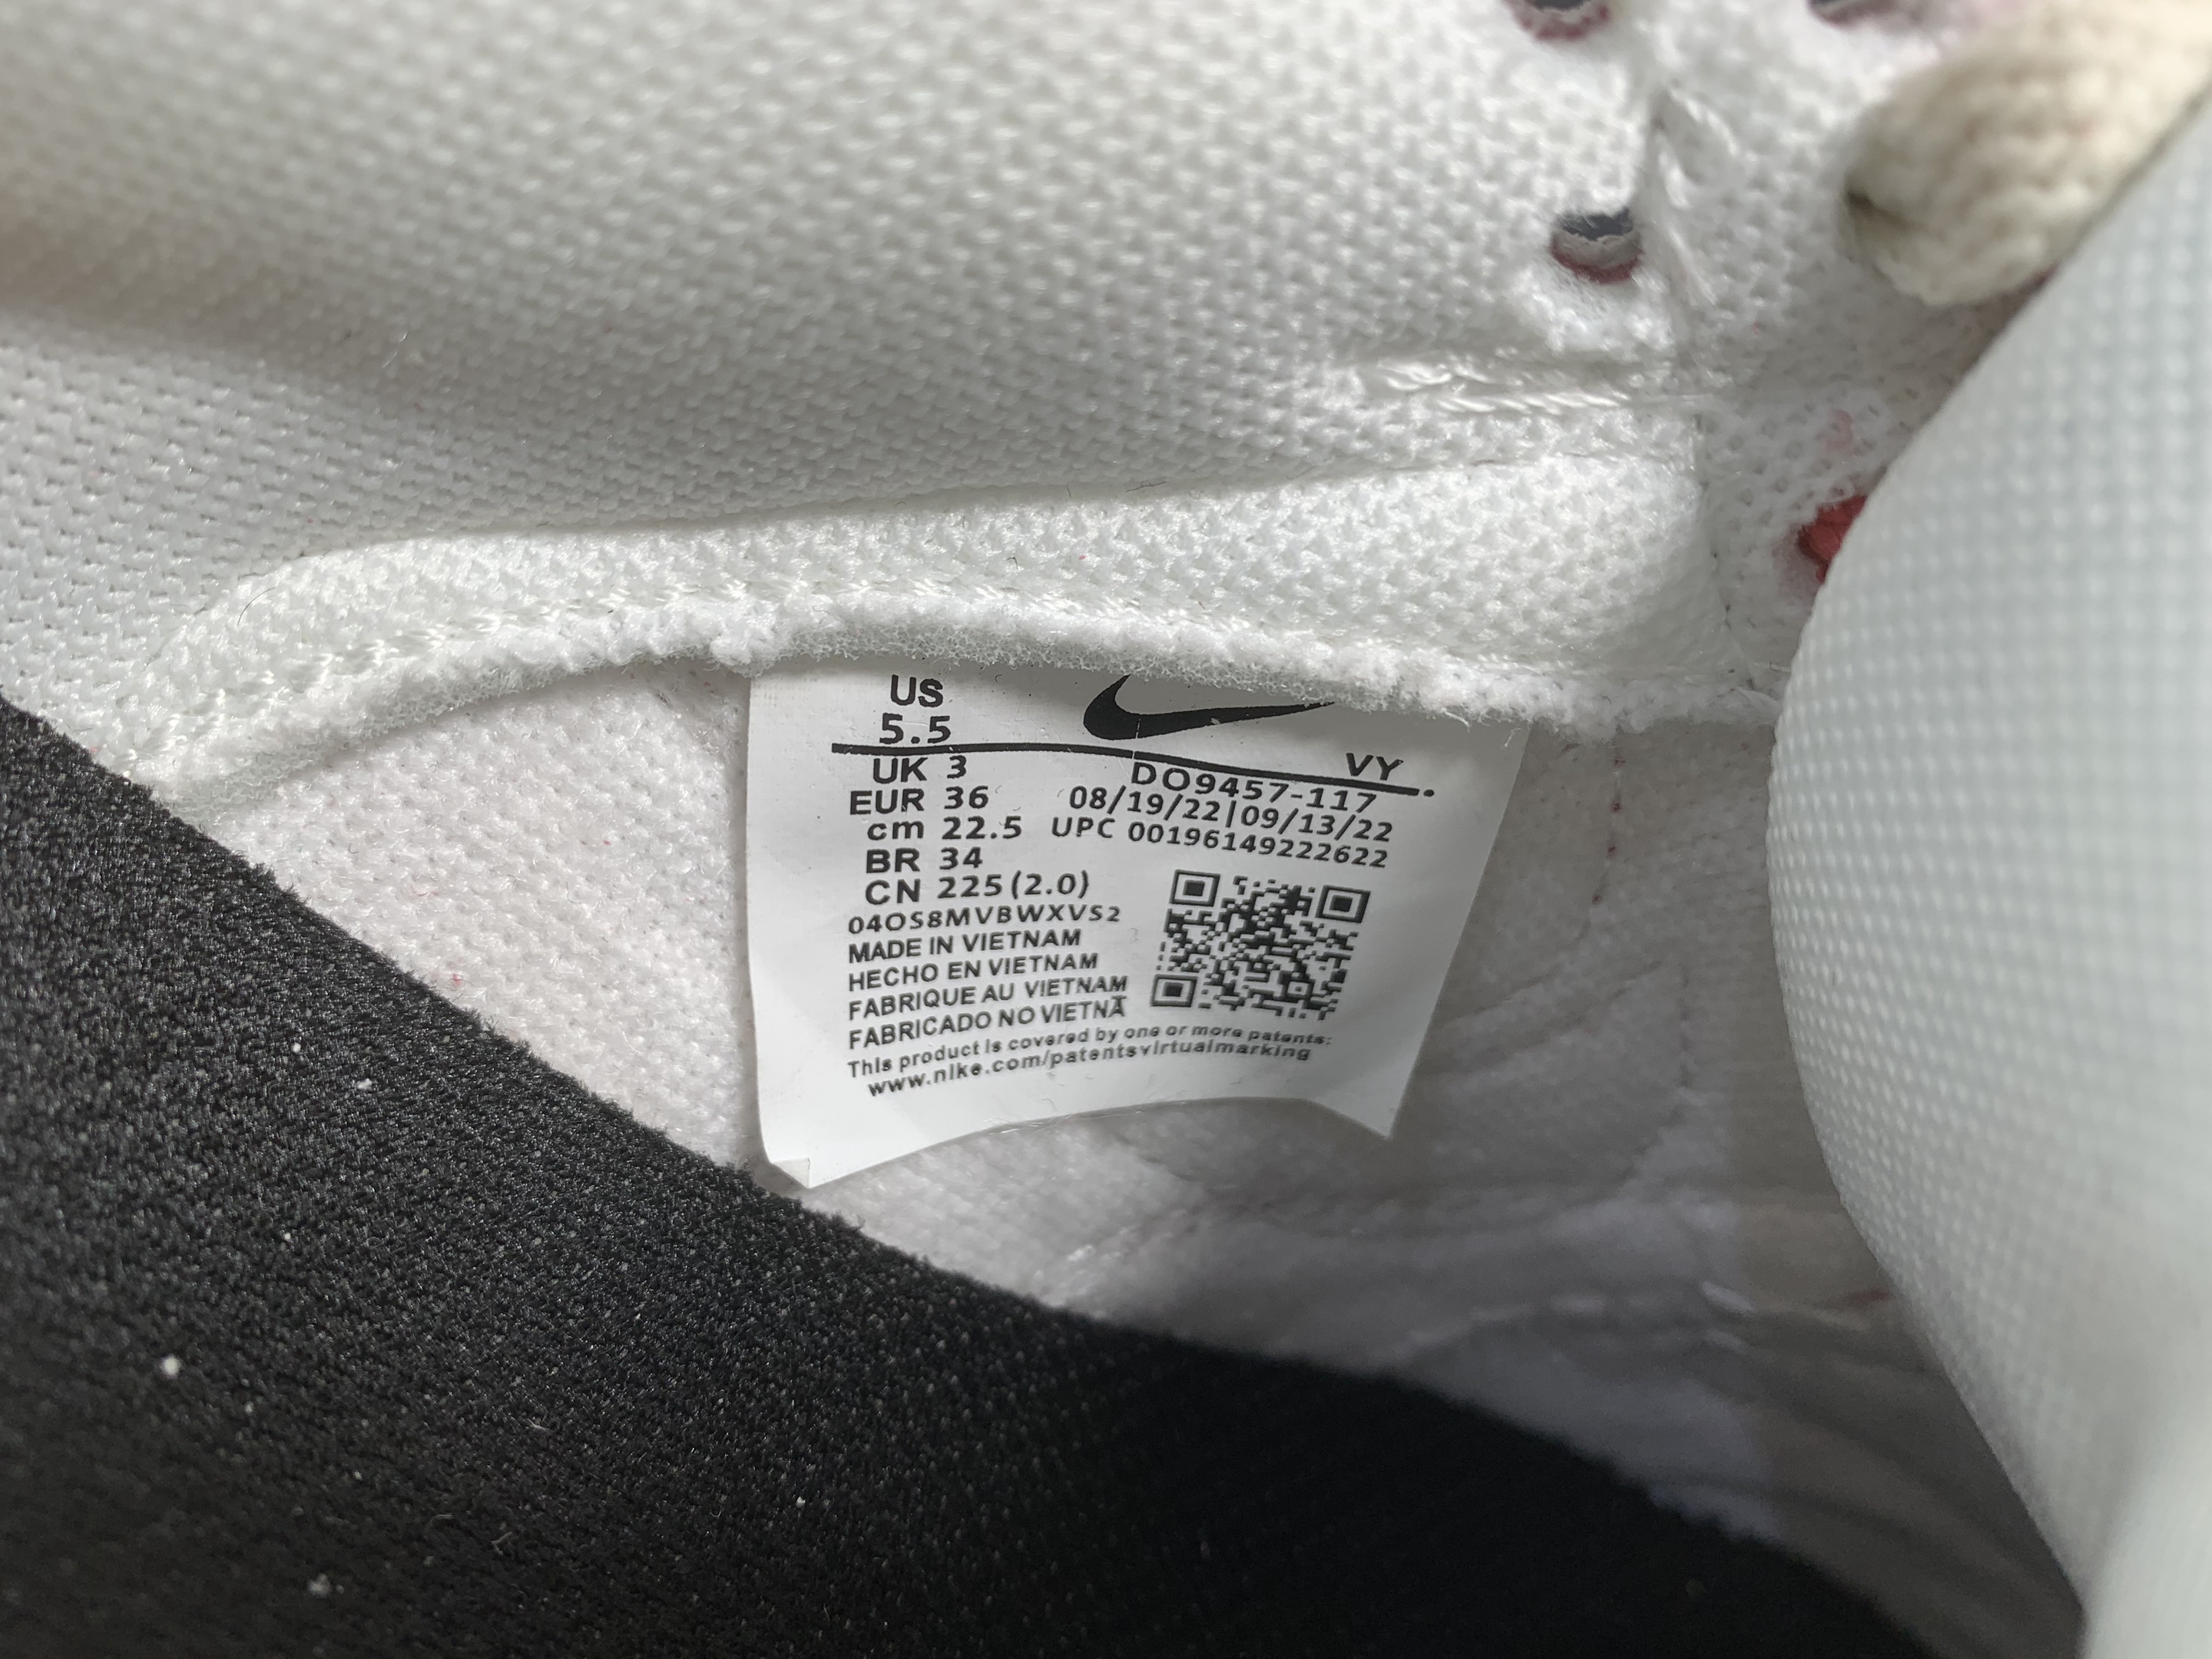 US
5.5
VY
UK 3
DO9457-117
EUR 36
08/19/22|09/13/22
cm 22.5
UPC 00196149222622
BR 34
CN 225(2.0)
04OS8MVBWXVS2
MADE IN VIETNAM
HECHO EN VIETNAM
FABRIQUE AU VIETNAM
FABRICADO NO VIETNÃ
This product is covered by one or more patents:
www.nike.com/patentsvirtualmarking